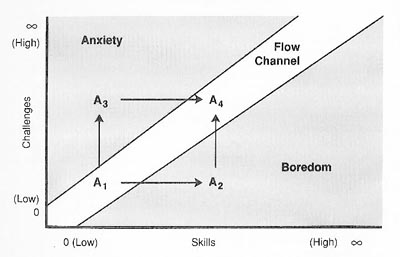 ∞
(High)
Anxiety
Flow
Channel
Challenges
A3
A4
Boredom
A1
A2
(Low)
0
0 (Low)
Skills
(High) ∞